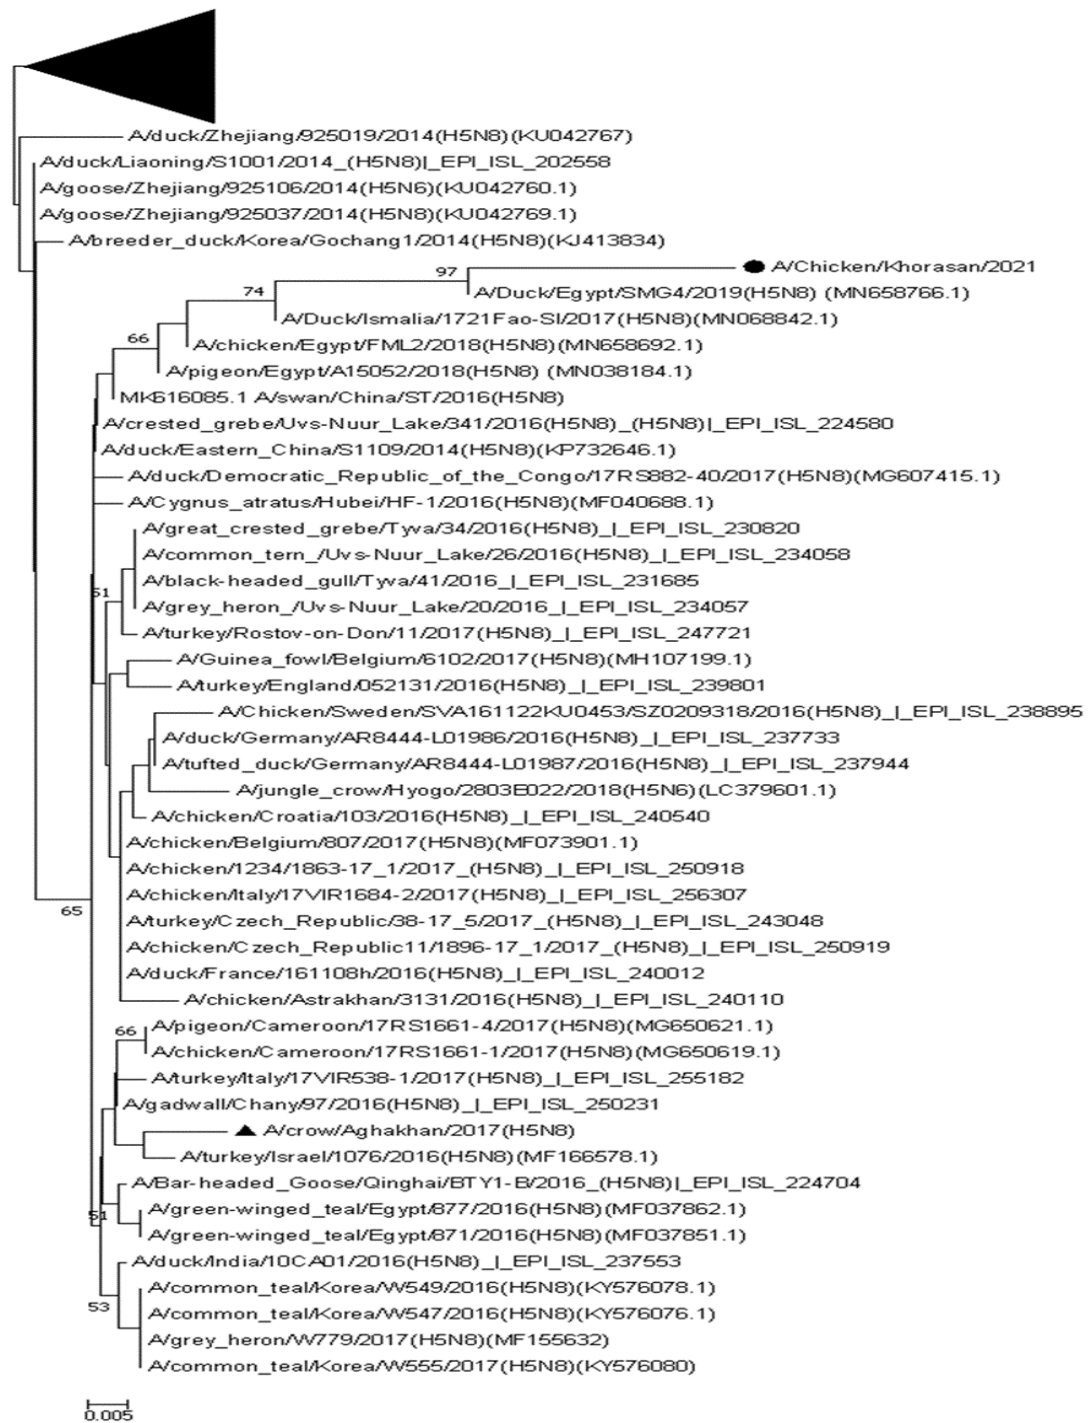 A/duck/Zhejiang/925019/2014(H5N8)(KU042767)
A/duck/Liaoning/S1001/2014_(H5N8)|_EPI_ISL_202558
A/goose/Zhejiang/925106/2014(H5N6)(KU042760.1)
A/goose/Zhejiang/925037/2014(H5N8)(KU042769.1)
A/breeder_duck/Korea/Gochang1/2014(H5N8)(KJ413834)
97 A/Chicken/Khorasan/2021
74 A/Duck/Egypt/SMG4/2019(H5N8) (MN658766.1)
A/Duck/Ismalia/1721Fao-SI/2017(H5N8)(MN068842.1)
66 A/chicken/Egypt/FML2/2018(H5N8)(MN658692.1)
A/pigeon/Egypt/A15052/2018(H5N8) (MN038184.1)
MK616085.1 A/swan/China/ST/2016(H5N8)
A/crested_grebe/Uvs-Nuur_Lake/341/2016(H5N8)_(H5N8)|_EPI_ISL_224580
A/duck/Eastern_China/S1109/2014(H5N8)(KP732646.1)
A/duck/Democratic_Republic_of_the_Congo/17RS882-40/2017(H5N8)(MG607415.1)
A/Cygnus_atratus/Hubei/HF-1/2016(H5N8)(MF040688.1)
A/great_crested_grebe/Tyva/34/2016(H5N8)_|_EPI_ISL_230820
A/common_tern_/Uvs-Nuur_Lake/26/2016(H5N8)_|_EPI_ISL_234058
A/black-headed_gull/Tyva/41/2016_|_EPI_ISL_231685
51 A/grey_heron_/Uvs-Nuur_Lake/20/2016_|_EPI_ISL_234057
A/turkey/Rostov-on-Don/11/2017(H5N8)_|_EPI_ISL_247721
A/Guinea_fowl/Belgium/6102/2017(H5N8)(MH107199.1)
A/turkey/England/052131/2016(H5N8)_|_EPI_ISL_239801
A/Chicken/Sweden/SVA161122KU0453/SZ0209318/2016(H5N8)_|_EPI_ISL_238895
A/duck/Germany/AR8444-L01986/2016(H5N8)_|_EPI_ISL_237733
A/tufted_duck/Germany/AR8444-L01987/2016(H5N8)_|_EPI_ISL_237944
A/jungle_crow/Hyogo/2803E022/2018(H5N6)(LC379601.1)
A/chicken/Croatia/103/2016(H5N8)_|_EPI_ISL_240540
A/chicken/Belgium/807/2017(H5N8)(MF073901.1)
A/chicken/1234/1863-17_1/2017_(H5N8)_|_EPI_ISL_250918
A/chicken/Italy/17VIR1684-2/2017(H5N8)_|_EPI_ISL_256307
65 A/turkey/Czech_Republic/38-17_5/2017_(H5N8)_|_EPI_ISL_243048
A/chicken/Czech_Republic11/1896-17_1/2017_(H5N8)_|_EPI_ISL_250919
A/duck/France/161108h/2016(H5N8)_|_EPI_ISL_240012
A/chicken/Astrakhan/3131/2016(H5N8)_|_EPI_ISL_240110
66 A/pigeon/Cameroon/17RS1661-4/2017(H5N8)(MG650621.1)
A/chicken/Cameroon/17RS1661-1/2017(H5N8)(MG650619.1)
A/turkey/Italy/17VIR538-1/2017(H5N8)_|_EPI_ISL_255182
A/gadwall/Chany/97/2016(H5N8)_|_EPI_ISL_250231
A/crow/Aghakhan/2017(H5N8)
A/turkey/Israel/1076/2016(H5N8)(MF166578.1)
A/Bar-headed_Goose/Qinghai/BTY1-B/2016_(H5N8)|_EPI_ISL_224704
51 A/green-winged_teal/Egypt/877/2016(H5N8)(MF037862.1)
A/green-winged_teal/Egypt/871/2016(H5N8)(MF037851.1)
A/duck/India/10CA01/2016(H5N8)_|_EPI_ISL_237553
A/common_teal/Korea/W549/2016(H5N8)(KY576078.1)
53 A/common_teal/Korea/W547/2016(H5N8)(KY576076.1)
A/grey_heron/W779/2017(H5N8)(MF155632)
A/common_teal/Korea/W555/2017(H5N8)(KY576080)
0.005